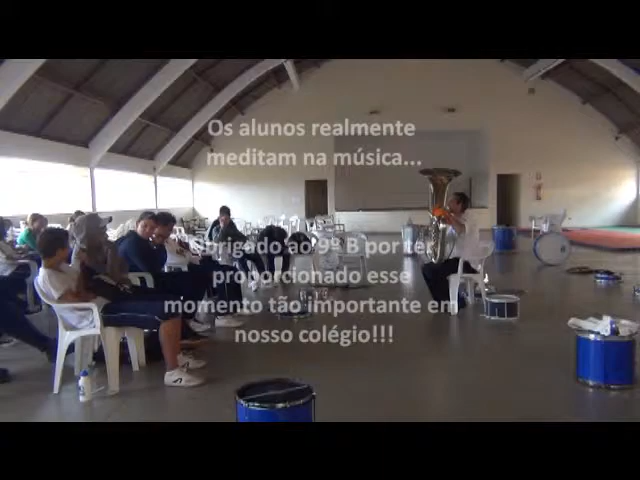 Os alunos realmente
meditam na música...
Obrigado ao 9º B por ter
proporcionado esse
momento tão importante em
nosso colégio!!!